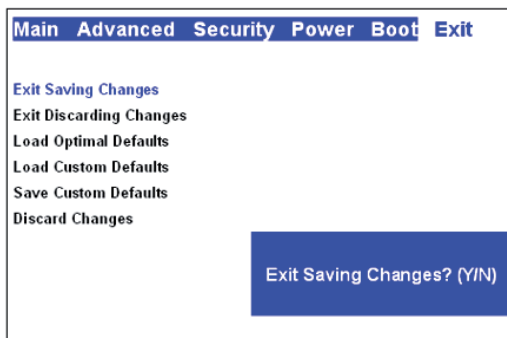 Main Advanced Security Power Boot Exit
Exit Saving Changes
Exit Discarding Changes
Load Optimal Defaults
Load Custom Defaults
Save Custom Defaults
Discard Changes
Exit Saving Changes? (Y/N)